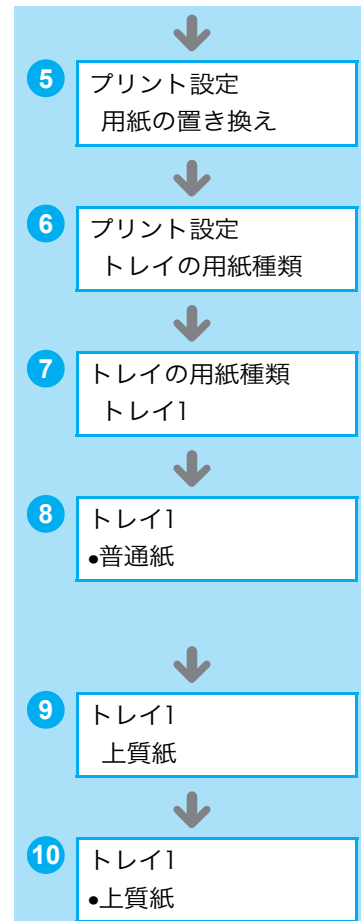 5
プリント設定
用紙の置き換え
6
プリント設定
トレイの用紙種類
7
トレイの用紙種類
トレイ1
8
トレイ1
●普通紙
9
トレイ1
上質紙
10
トレイ1
●上質紙